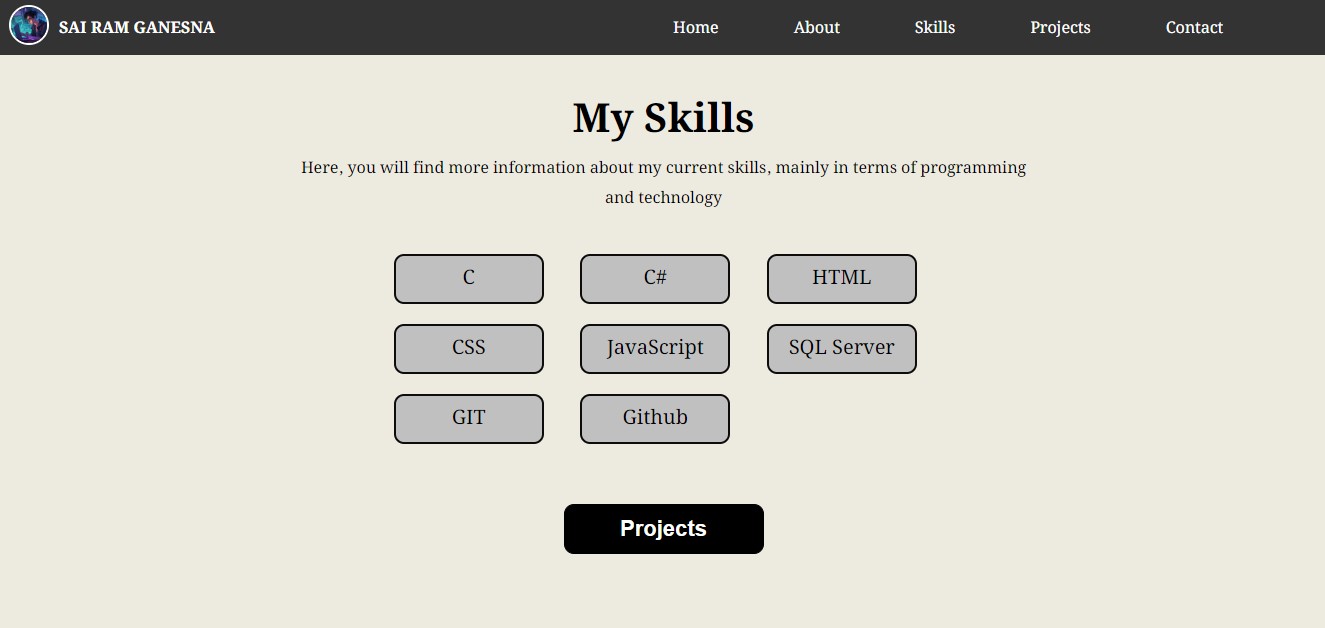 SAI RAM GANESNA
Home
About
Skills
Projects
Contact
My Skills
Here, you will find more information about my current skills, mainly in terms of programming
and technology
C
C#
HTML
CSS
JavaScript
SQL Server
GIT
Github
Projects